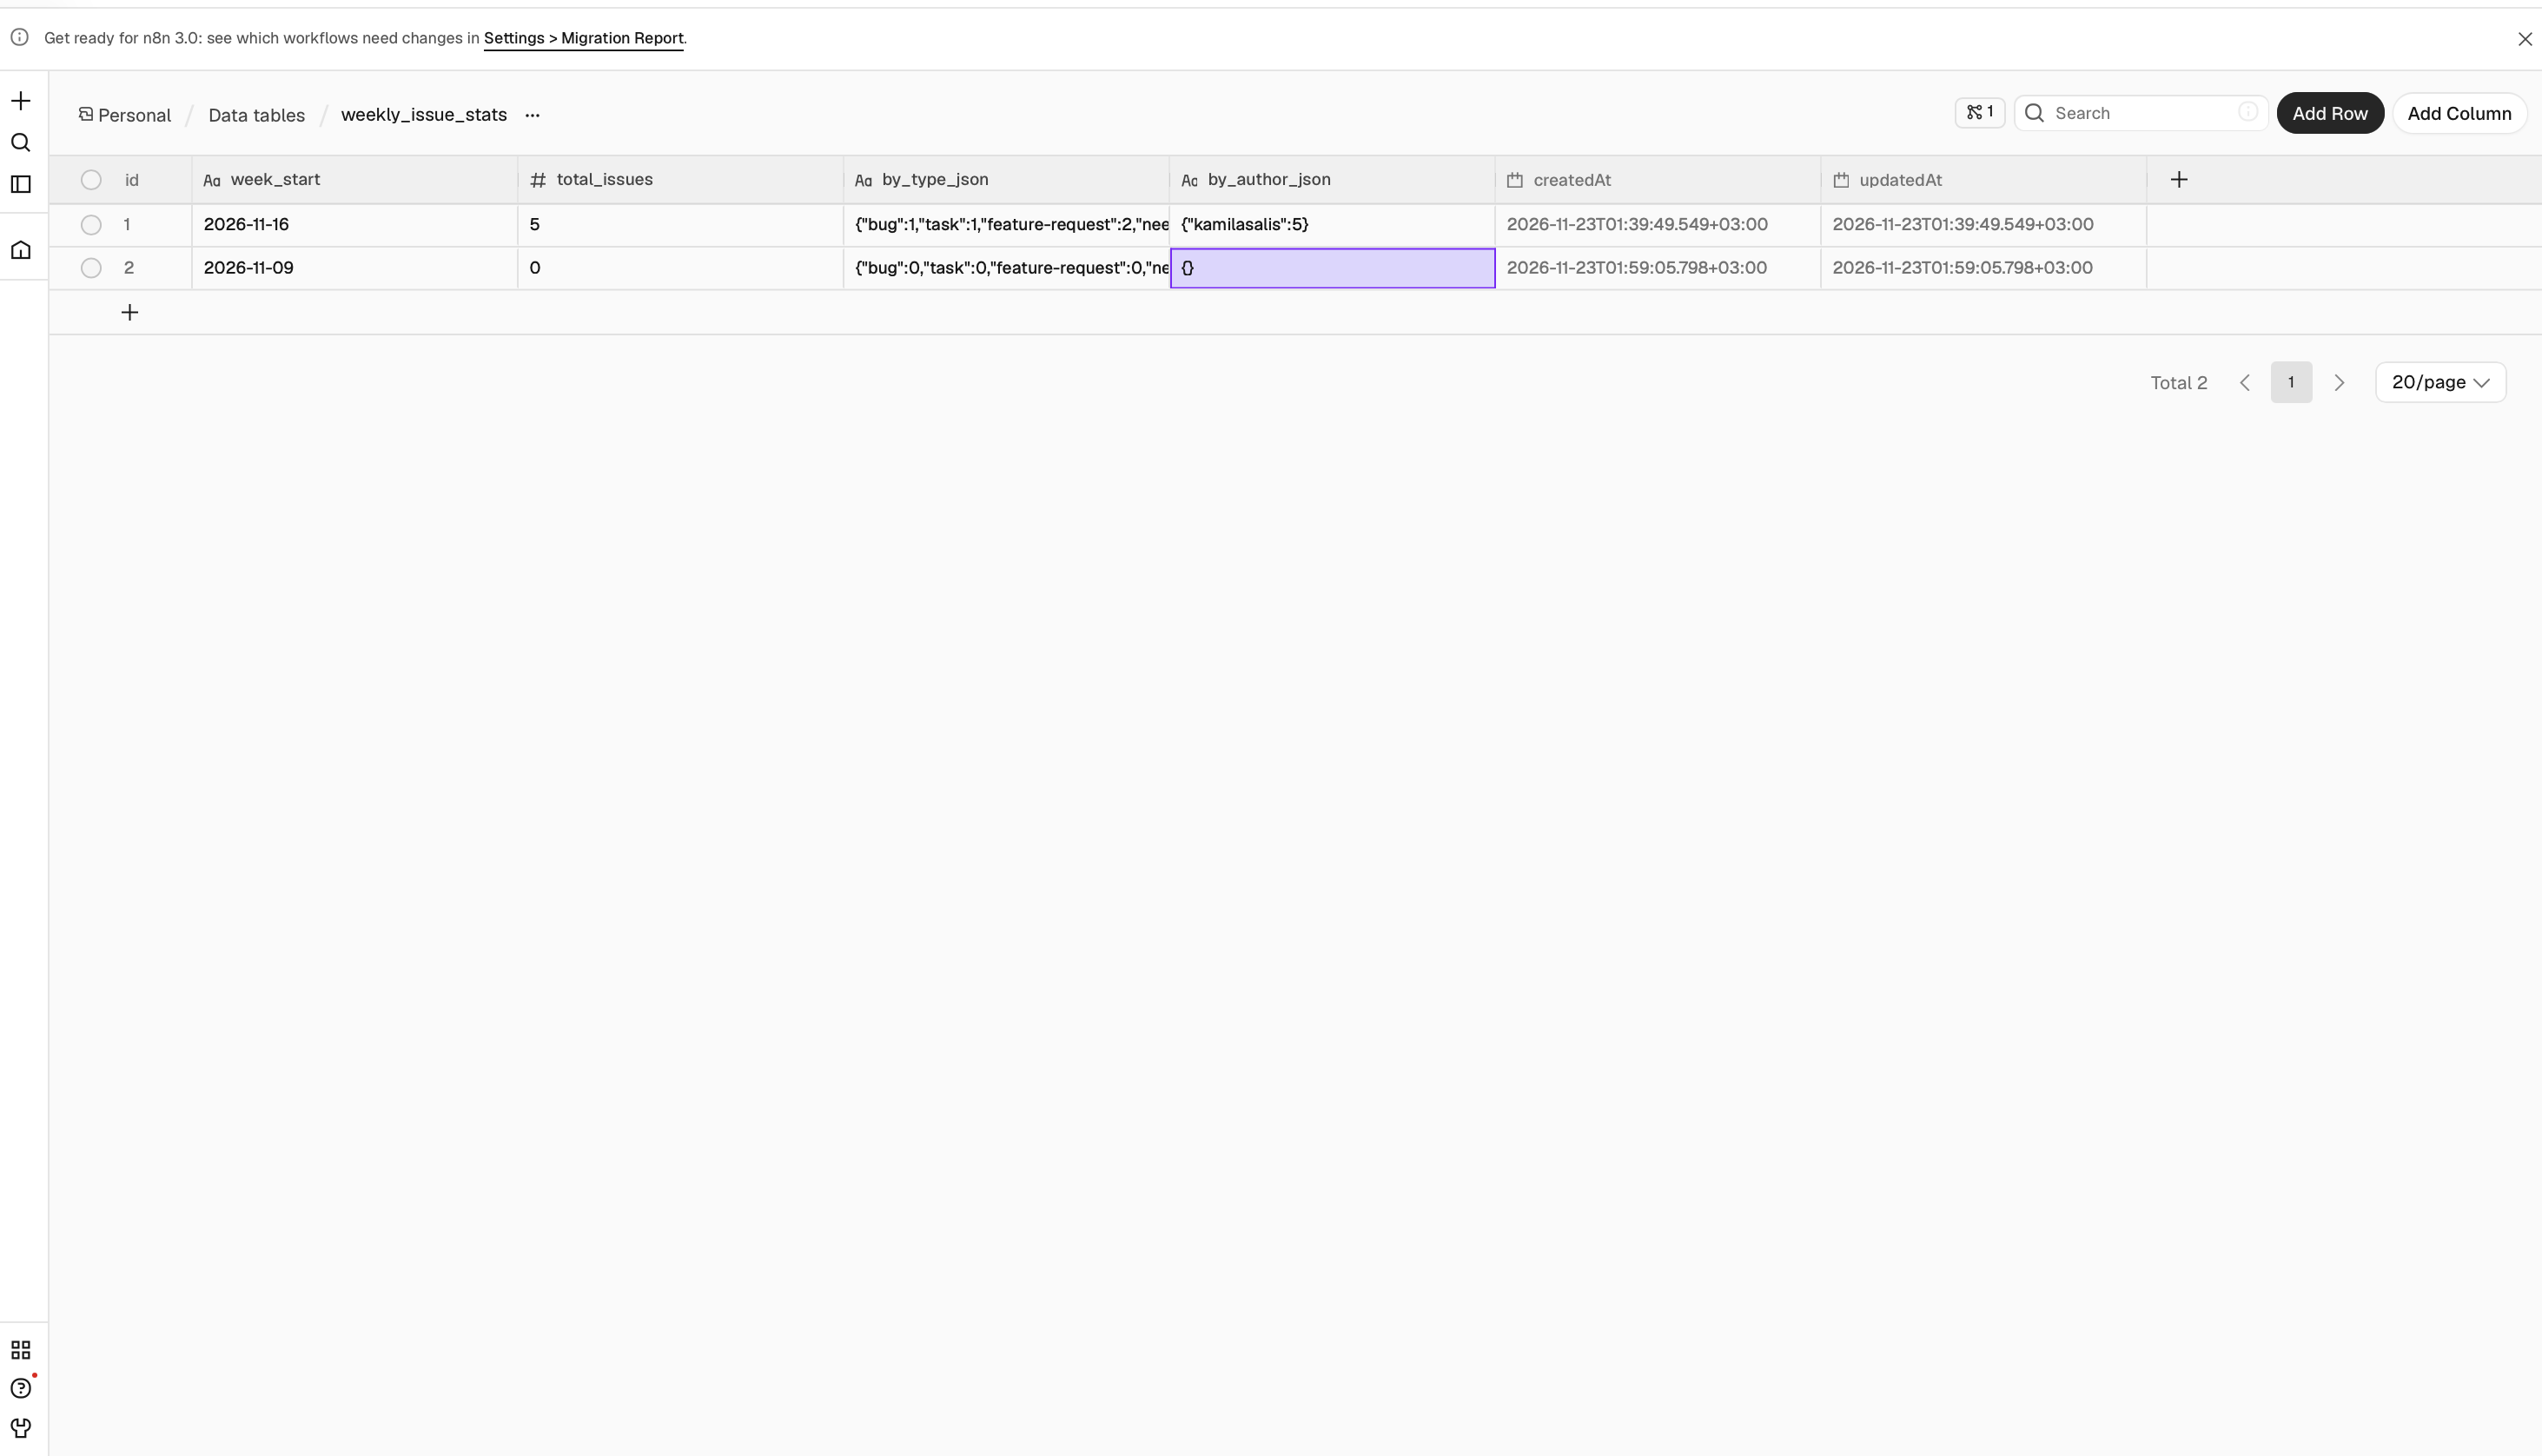 Get ready for n8n 3.0: see which workflows need changes in Settings > Migration Report.
Personal / Data tables / weekly_issue_stats ...
1
Search
Add Row
Add Column
id Aa week_start # total_issues Aa by_type_json Aa by_author_json createdAt updatedAt
1 2026-11-16 5 {"bug":1,"task":1,"feature-request":2,"nee {"kamilasalis":5} 2026-11-23T01:39:49.549+03:00 2026-11-23T01:39:49.549+03:00
2 2026-11-09 0 {"bug":0,"task":0,"feature-request":0,"ne {} 2026-11-23T01:59:05.798+03:00 2026-11-23T01:59:05.798+03:00
Total 2 1 20/page